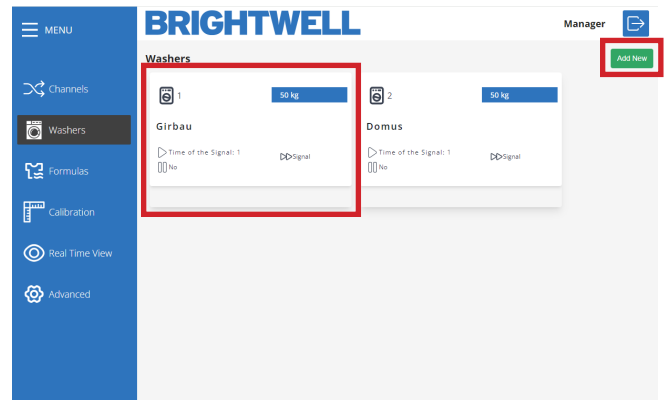 MENU
BRIGHTWELL
Manager
Washers
Add New
Channels
Washers
Formulas
Calibration
Real Time View
Advanced
1
50 kg
Girbau
Time of the Signal: 1
No
Signal
2
50 kg
Domus
Time of the Signal: 1
No
Signal